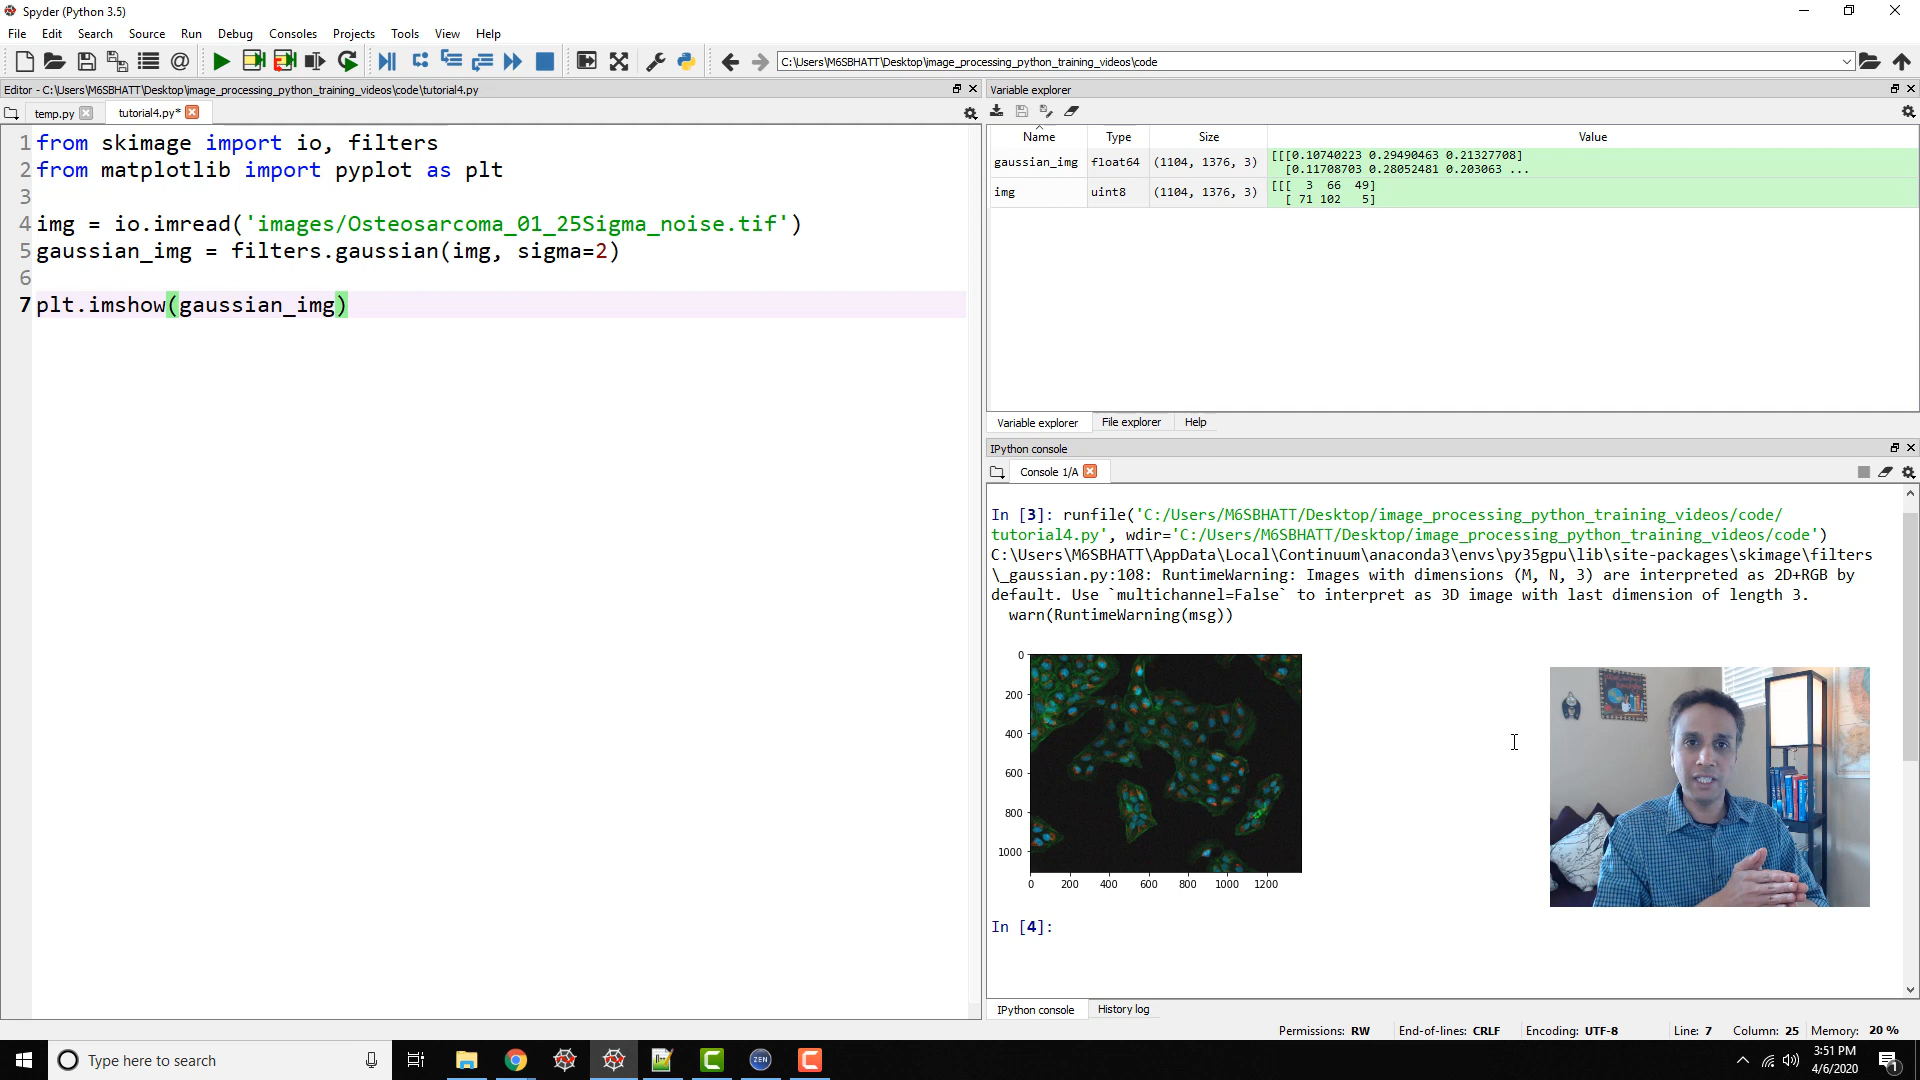 Spyder (Python 3.5)
File Edit Search Source Run Debug Consoles Projects Tools View Help
C:\Users\M6SBHATT\Desktop\image_processing_python_training_videos\code
Editor - C:\Users\M6SBHATT\Desktop\image_processing_python_training_videos\code\tutorial4.py
temp.py tutorial4.py*
1 from skimage import io, filters
2 from matplotlib import pyplot as plt
3
4 img = io.imread('images/Osteosarcoma_01_25Sigma_noise.tif')
5 gaussian_img = filters.gaussian(img, sigma=2)
6
7 plt.imshow(gaussian_img)
Variable explorer
Name Type Size Value
gaussian_img float64 (1104, 1376, 3) [[[0.10740223 0.29490463 0.21327708]
[0.11708703 0.28052481 0.203063 ...
img uint8 (1104, 1376, 3) [[[ 3 66 49]
[ 71 102 5]
Variable explorer File explorer Help
IPython console
Console 1/A
In [3]: runfile('C:/Users/M6SBHATT/Desktop/image_processing_python_training_videos/code/
tutorial4.py', wdir='C:/Users/M6SBHATT/Desktop/image_processing_python_training_videos/code')
C:\Users\M6SBHATT\AppData\Local\Continuum\anaconda3\envs\py35gpu\lib\site-packages\skimage\filters
\_gaussian.py:108: RuntimeWarning: Images with dimensions (M, N, 3) are interpreted as 2D+RGB by
default. Use `multichannel=False` to interpret as 3D image with last dimension of length 3.
warn(RuntimeWarning(msg))
0
200
400
600
800
1000
0 200 400 600 800 1000 1200
In [4]:
IPython console History log
Permissions: RW End-of-lines: CRLF Encoding: UTF-8 Line: 7 Column: 25 Memory: 20 %
Type here to search
ZEN
3:51 PM
4/6/2020
1